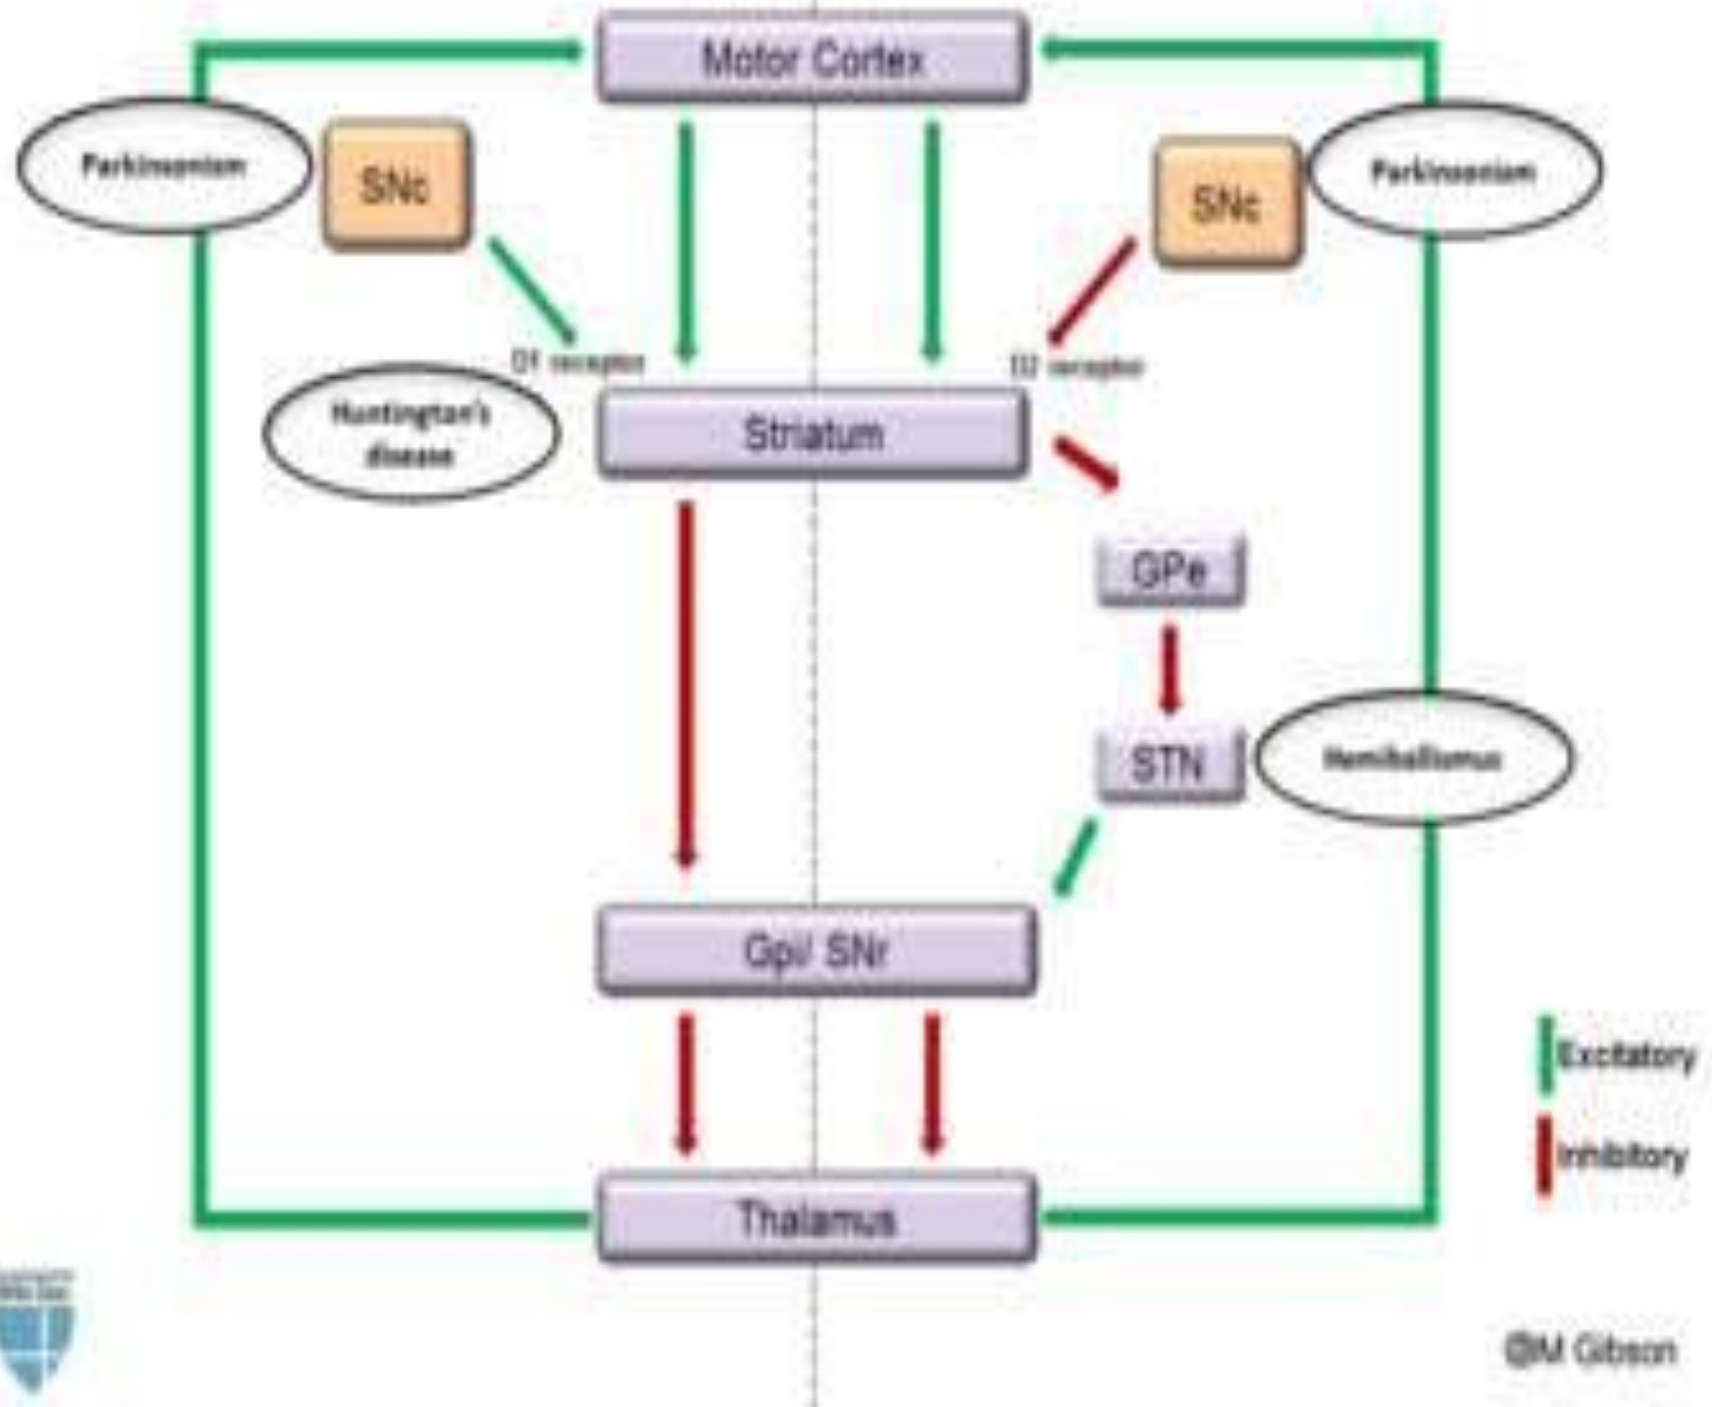 Motor Cortex
Parkinsonism
SNc
SNc
Parkinsonism
D1 receptor
D2 receptor
Huntington's
disease
Striatum
GPe
STN
Hemiballismus
Gpi/ SNr
Excitatory
Inhibitory
Thalamus
@M Gibson